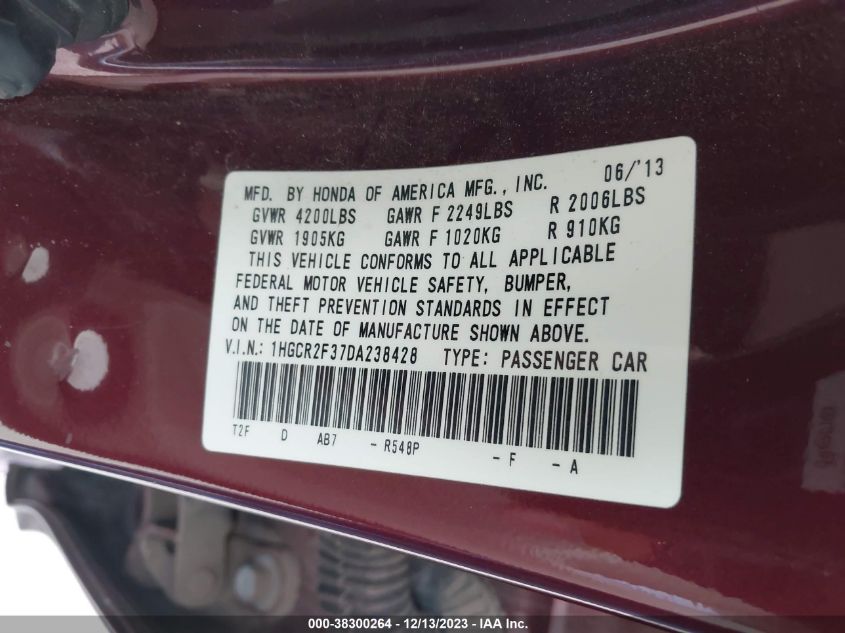 MFD. BY HONDA OF AMERICA MFG., INC. 06/'13
GVWR 4200LBS GAWR F 2249LBS R 2006LBS
GVWR 1905KG GAWR F 1020KG R 910KG
THIS VEHICLE CONFORMS TO ALL APPLICABLE
FEDERAL MOTOR VEHICLE SAFETY, BUMPER,
AND THEFT PREVENTION STANDARDS IN EFFECT
ON THE DATE OF MANUFACTURE SHOWN ABOVE.
V.I.N.: 1HGCR2F37DA238428 TYPE: PASSENGER CAR
T2F D AB7 - R548P - F - A
000-38300264 - 12/13/2023 - IAA Inc.